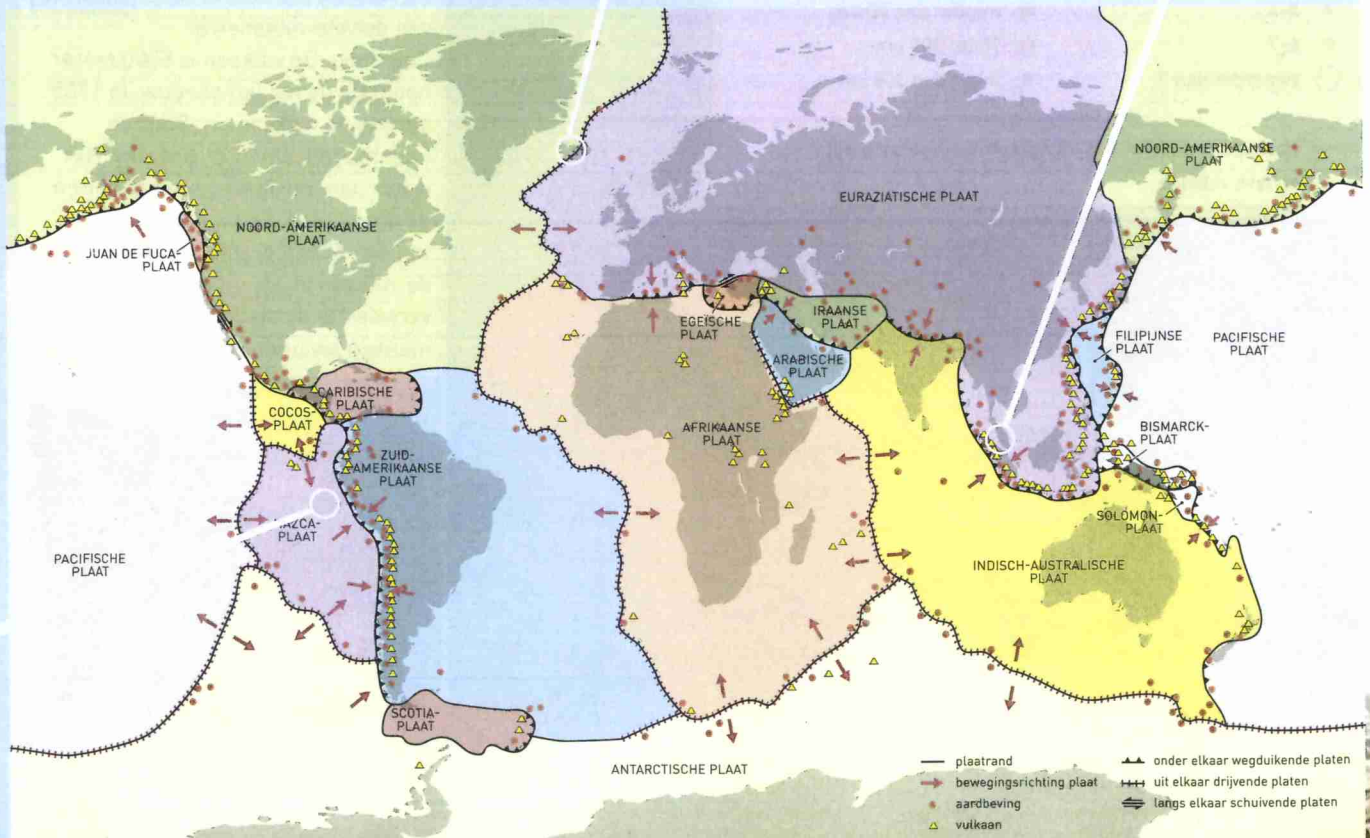 NOORD-AMERIKAANSE
PLAAT
EURAZIATISCHE PLAAT
NOORD-AMERIKAANSE
PLAAT
JUAN DE FUCA-
PLAAT
IRAANSE
PLAAT
EGEÏSCHE
PLAAT
ARABISCHE
PLAAT
FILIPIJNSE
PLAAT
PACIFISCHE
PLAAT
CARIBISCHE
PLAAT
COCOS-
PLAAT
AFRIKAANSE
PLAAT
BISMARCK-
PLAAT
ZUID-
AMERIKAANSE
PLAAT
SOLOMON-
PLAAT
AZCA-
PLAAT
PACIFISCHE
PLAAT
INDISCH-AUSTRALISCHE
PLAAT
SCOTIA-
PLAAT
ANTARCTISCHE PLAAT
plaatrand
bewegingsrichting plaat
aardbeving
vulkaan
onder elkaar wegduikende platen
uit elkaar drijvende platen
langs elkaar schuivende platen